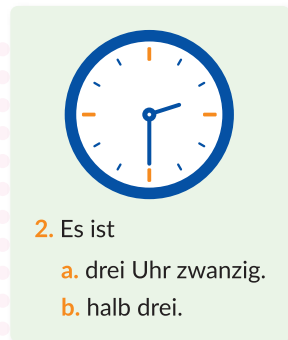 2. Es ist
a. drei Uhr zwanzig.
b. halb drei.